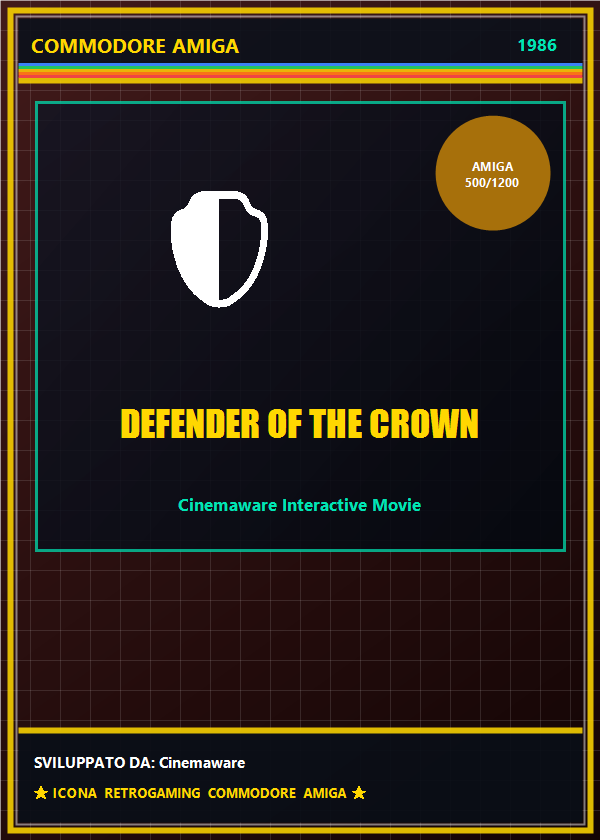 COMMODORE AMIGA
1986
AMIGA
500/1200
DEFENDER OF THE CROWN
Cinemaware Interactive Movie
SVILUPPATO DA: Cinemaware
★ ICONA RETROGAMING COMMODORE AMIGA ★